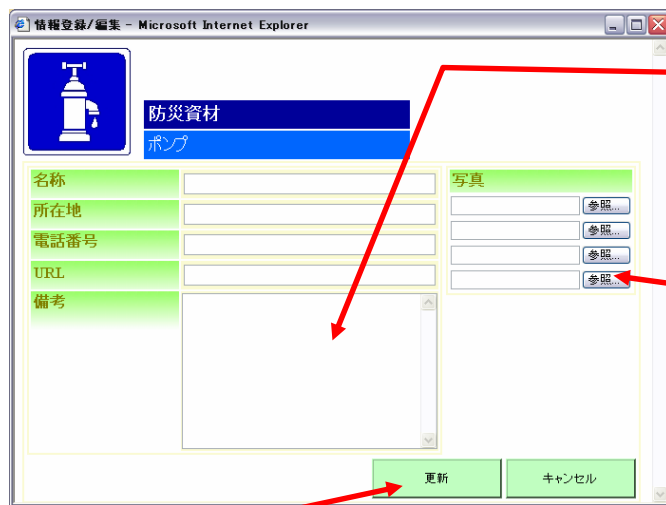 情報登録/編集 - Microsoft Internet Explorer
防災資材
ポンプ
名称
所在地
電話番号
URL
備考
写真
参照...
参照...
参照...
参照...
更新
キャンセル